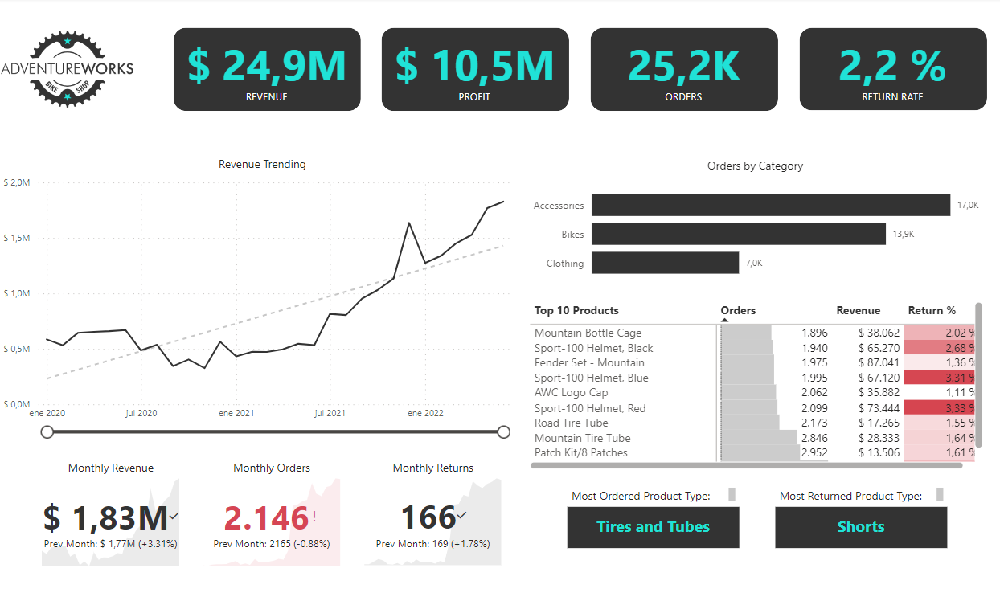 ADVENTUREWORKS
BIKE SHOP
$ 24,9M
REVENUE
$ 10,5M
PROFIT
25,2K
ORDERS
2,2 %
RETURN RATE
Revenue Trending
$ 2,0M
$ 1,5M
$ 1,0M
$ 0,5M
$ 0,0M
ene 2020
jul 2020
ene 2021
jul 2021
ene 2022
Orders by Category
Accessories 17,0K
Bikes 13,9K
Clothing 7,0K
Top 10 Products Orders Revenue Return %
Mountain Bottle Cage 1.896 $ 38.062 2,02 %
Sport-100 Helmet, Black 1.940 $ 65.270 2,68 %
Fender Set - Mountain 1.975 $ 87.041 1,36 %
Sport-100 Helmet, Blue 1.995 $ 67.120 3,31 %
AWC Logo Cap 2.062 $ 35.882 1,11 %
Sport-100 Helmet, Red 2.099 $ 73.444 3,33 %
Road Tire Tube 2.173 $ 17.265 1,55 %
Mountain Tire Tube 2.846 $ 28.333 1,64 %
Patch Kit/8 Patches 2.952 $ 13.506 1,61 %
Monthly Revenue
$ 1,83M
Prev Month: $ 1,77M (+3.31%)
Monthly Orders
2.146!
Prev Month: 2165 (-0.88%)
Monthly Returns
166
Prev Month: 169 (+1.78%)
Most Ordered Product Type:
Tires and Tubes
Most Returned Product Type:
Shorts